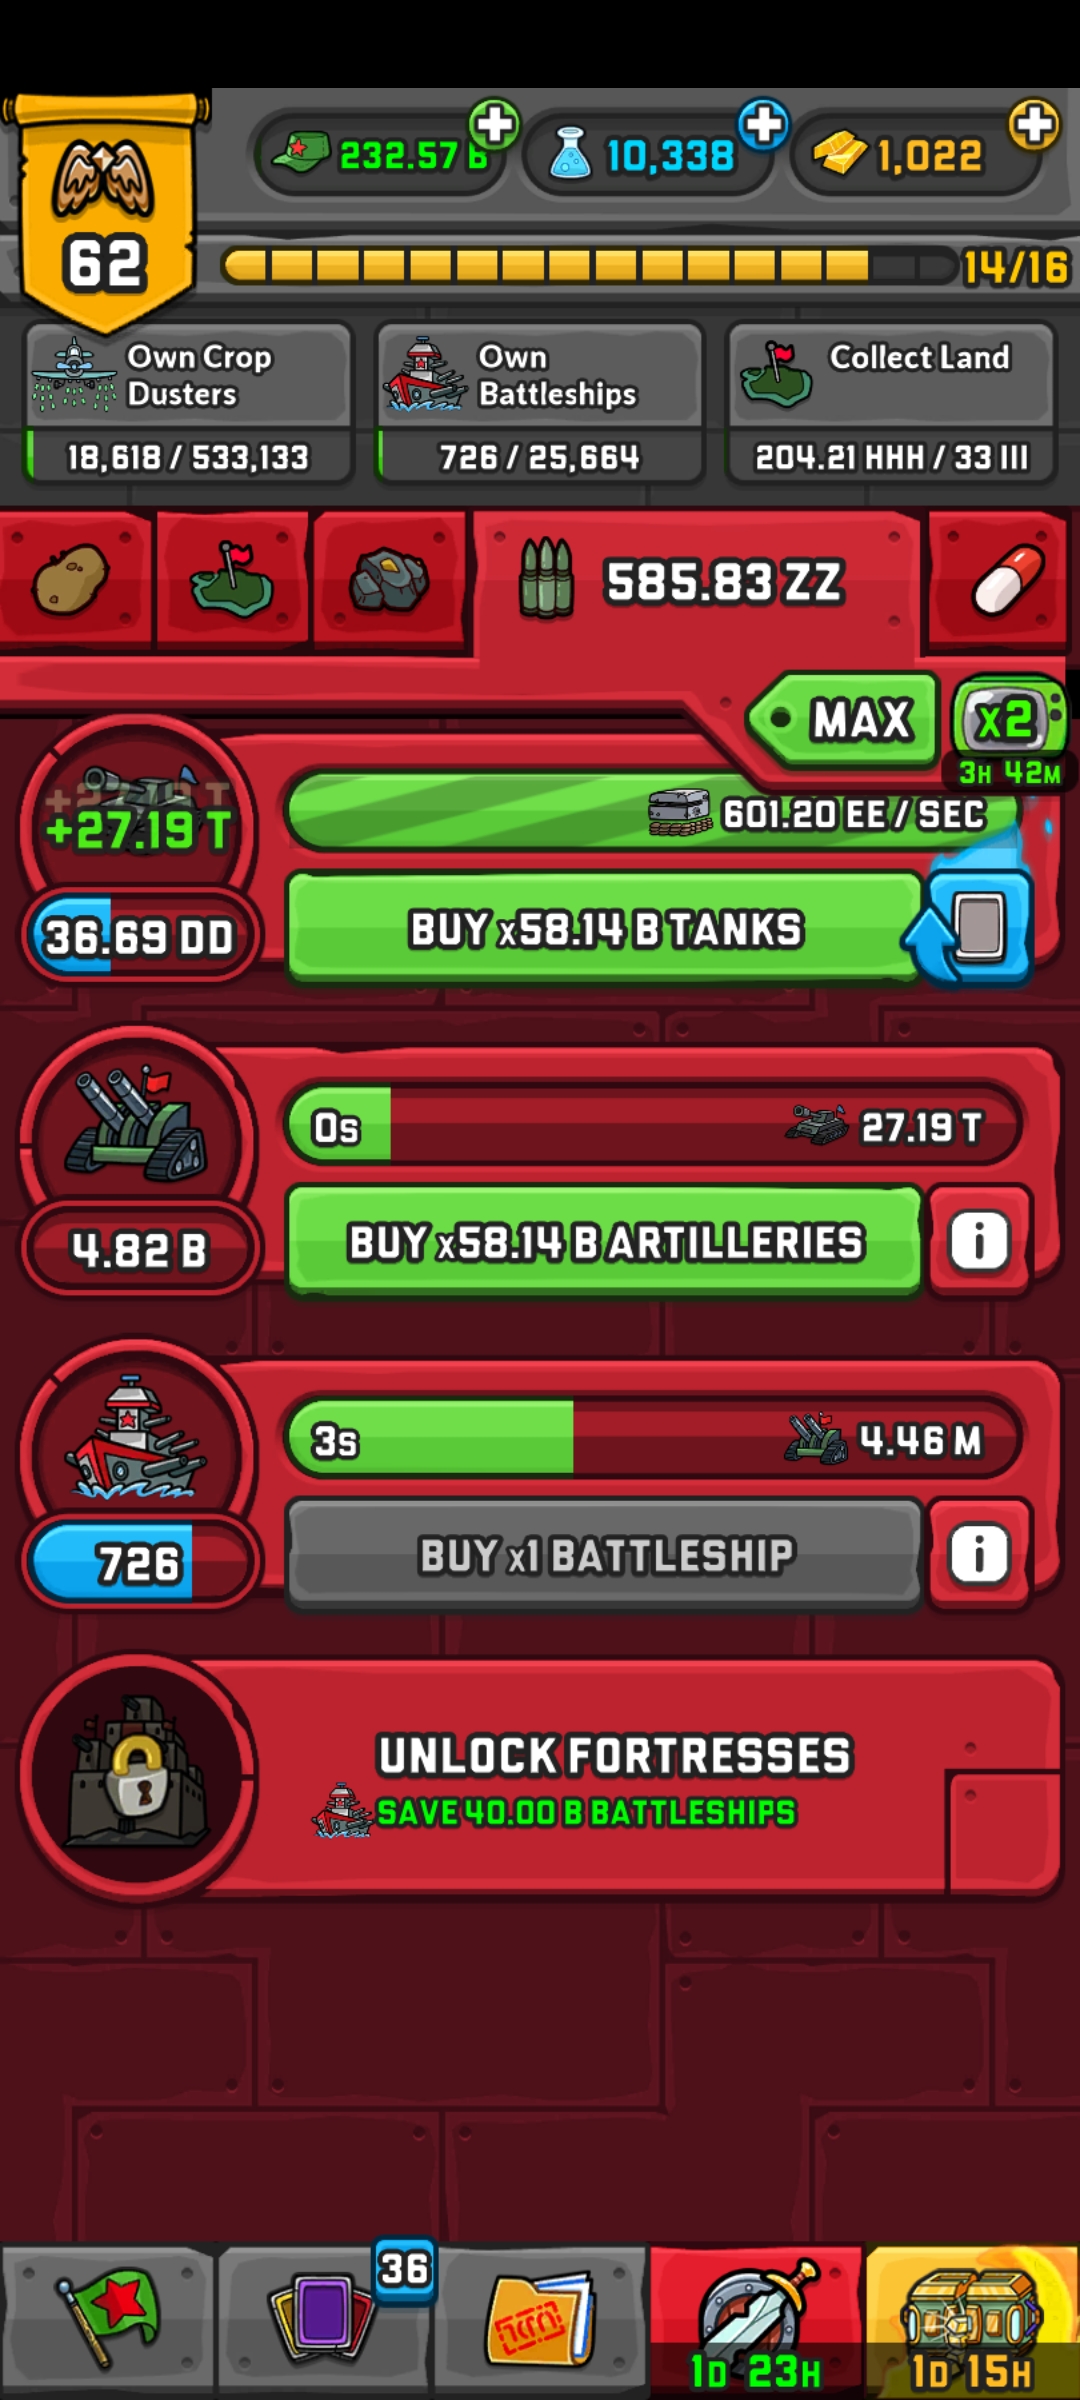 232.57 B
10,338
1,022
62
14/16
Own Crop
Dusters
18,618 / 533,133
Own
Battleships
726 / 25,664
Collect Land
204.21 HHH / 33 III
585.83 ZZ
MAX
x2
3H 42M
+27.19 T
601.20 EE / SEC
36.69 DD
BUY x58.14 B TANKS
0s
27.19 T
4.82 B
BUY x58.14 B ARTILLERIES
i
3s
4.46 M
726
BUY x1 BATTLESHIP
i
UNLOCK FORTRESSES
SAVE 40.00 B BATTLESHIPS
36
1D 23H
1D 15H